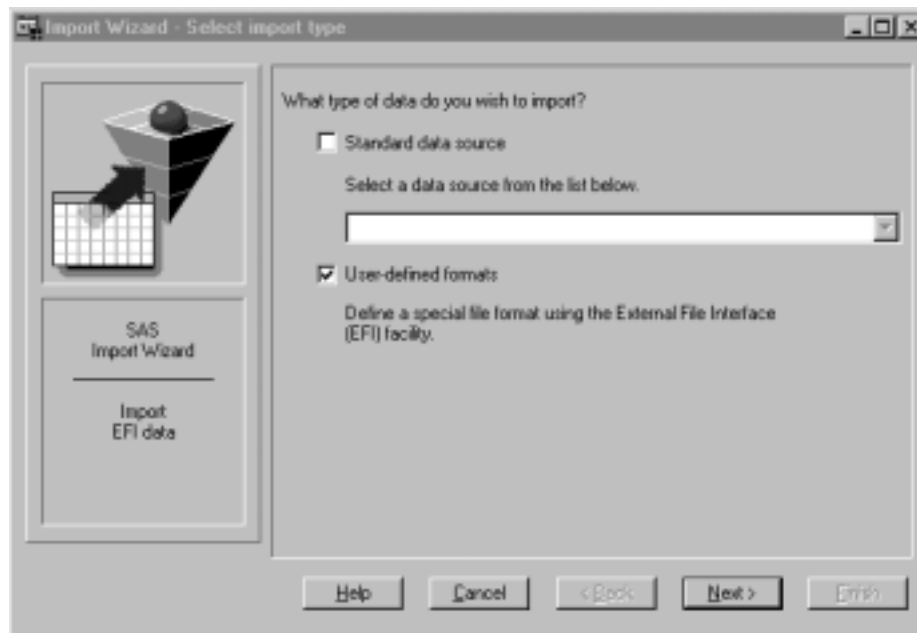 Import Wizard - Select import type
What type of data do you wish to import?
Standard data source
Select a data source from the list below.
User-defined formats
Define a special file format using the External File Interface
(EFI) facility.
SAS
Import Wizard
Import
EFI data
Help
Cancel
< Back
Next >
Finish